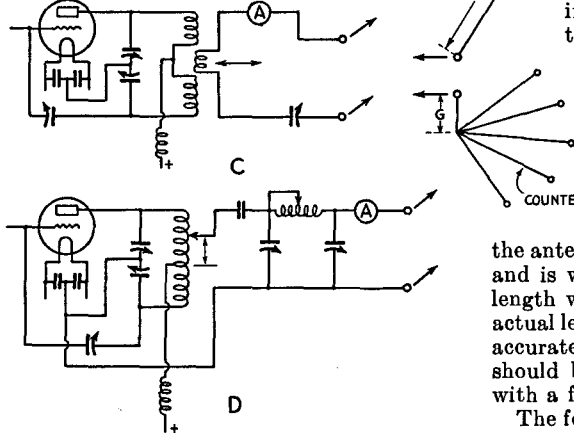 A
+
C
G
COUNTE
A
+
D
the ante
and is v
length w
actual le
accurate
should b
with a f
The fo